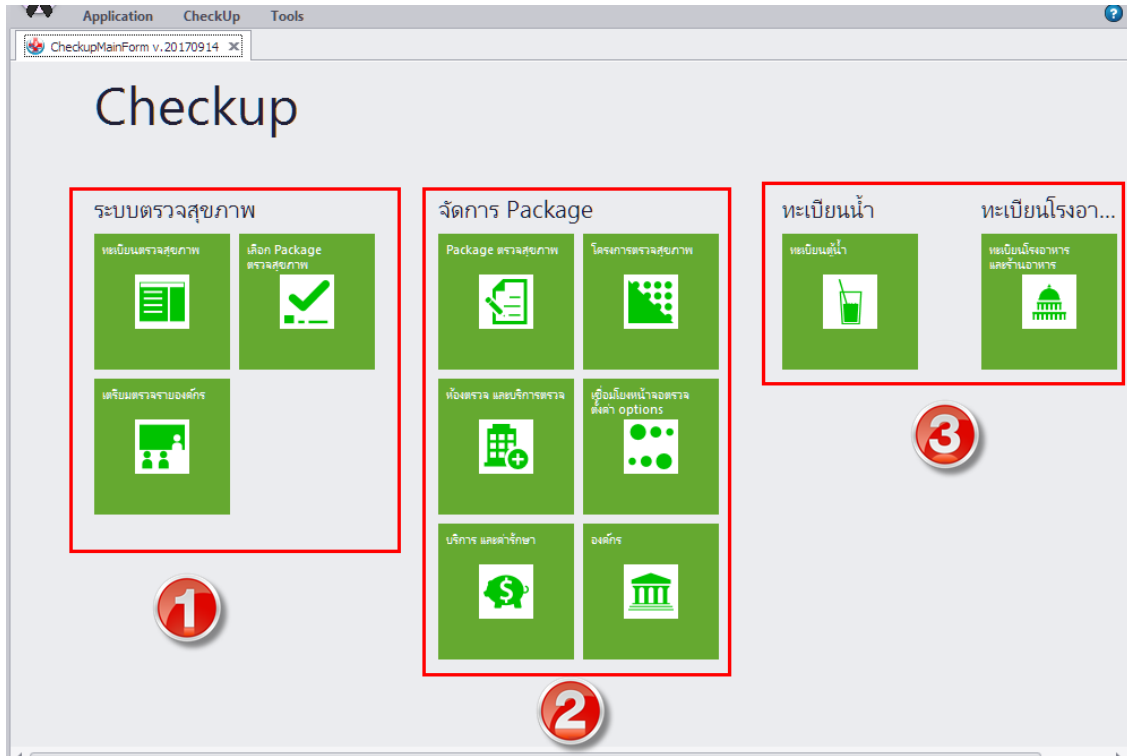 Application CheckUp Tools
CheckupMainForm v.20170914
Checkup
ระบบตรวจสุขภาพ
ทะเบียนตรวจสุขภาพ
เลือก Package
ตรวจสุขภาพ
เตรียมตรวจรายองค์กร
1
จัดการ Package
Package ตรวจสุขภาพ
โครงการตรวจสุขภาพ
ห้องตรวจ และบริการตรวจ
เชื่อมโยงหน้าจอตรวจ
ตั้งค่า options
บริการ และค่ารักษา
องค์กร
2
ทะเบียนน้ำ
ทะเบียนโรงอา...
ทะเบียนตู้น้ำ
ทะเบียนโรงอาหาร
และร้านอาหาร
3